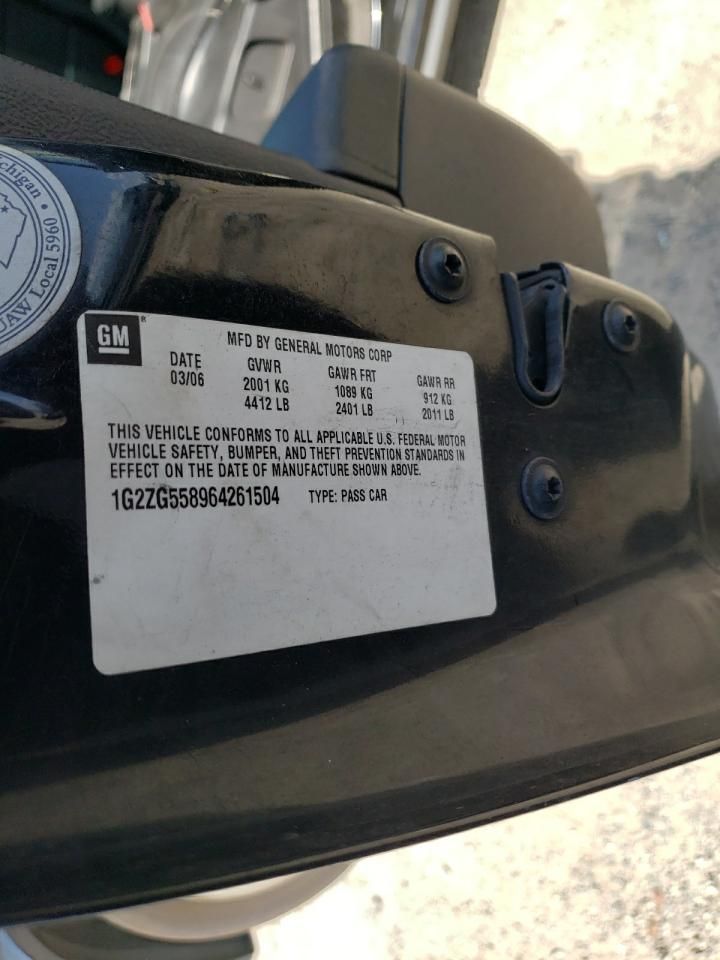 ichigan •
UAW Local 5960
GM®
MFD BY GENERAL MOTORS CORP
DATE GVWR GAWR FRT GAWR RR
03/06 2001 KG 1089 KG 912 KG
4412 LB 2401 LB 2011 LB
THIS VEHICLE CONFORMS TO ALL APPLICABLE U.S. FEDERAL MOTOR
VEHICLE SAFETY, BUMPER, AND THEFT PREVENTION STANDARDS IN
EFFECT ON THE DATE OF MANUFACTURE SHOWN ABOVE.
1G2ZG558964261504 TYPE: PASS CAR